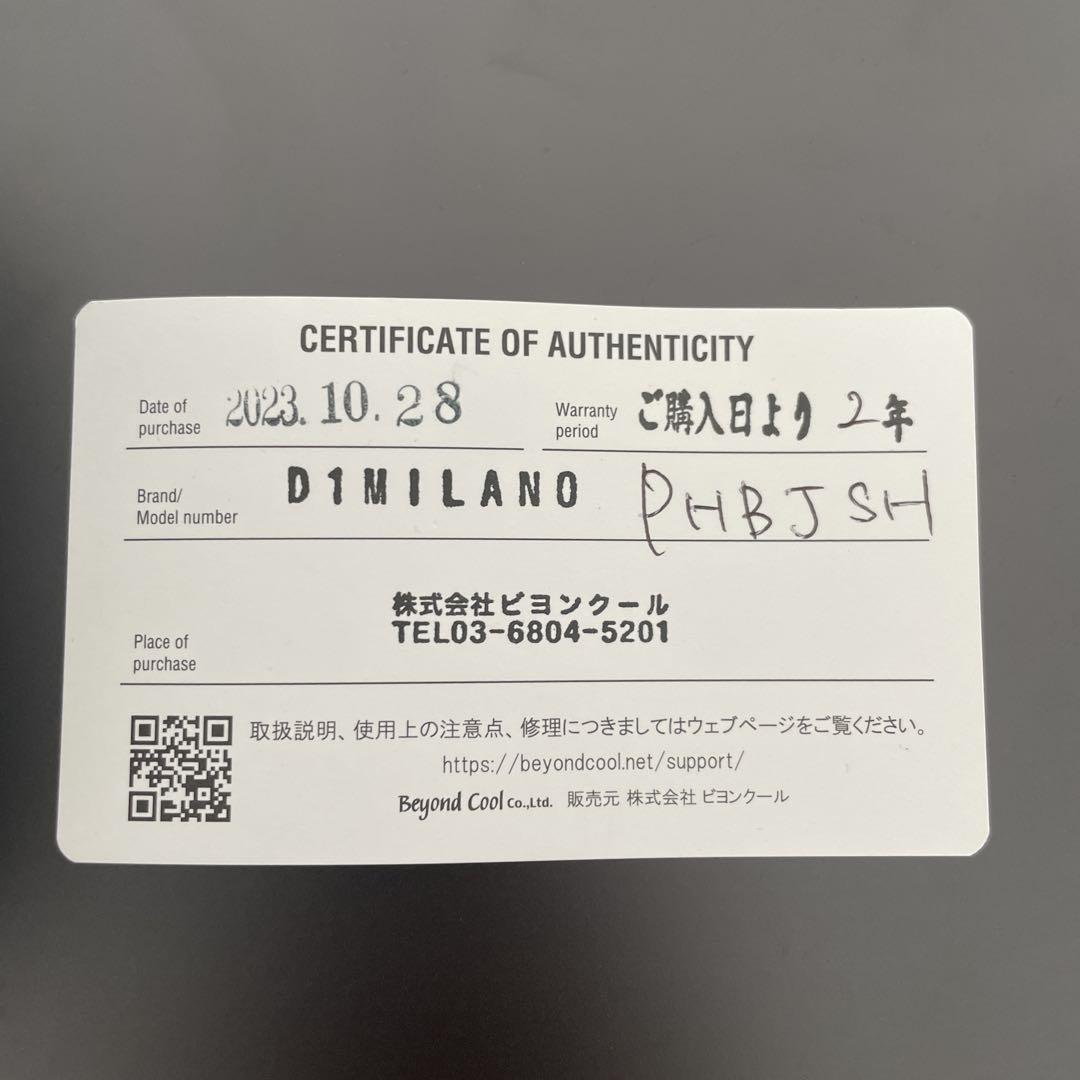 CERTIFICATE OF AUTHENTICITY
Date of purchase 2023.10.28
Warranty period ご購入日より 2年
Brand/ Model number D1MILANO PHBJSH
株式会社ビヨンクール
TEL03-6804-5201
Place of purchase
取扱説明、使用上の注意点、修理につきましてはウェブページをご覧ください。
https://beyondcool.net/support/
Beyond Cool Co.,Ltd. 販売元 株式会社 ビヨンクール